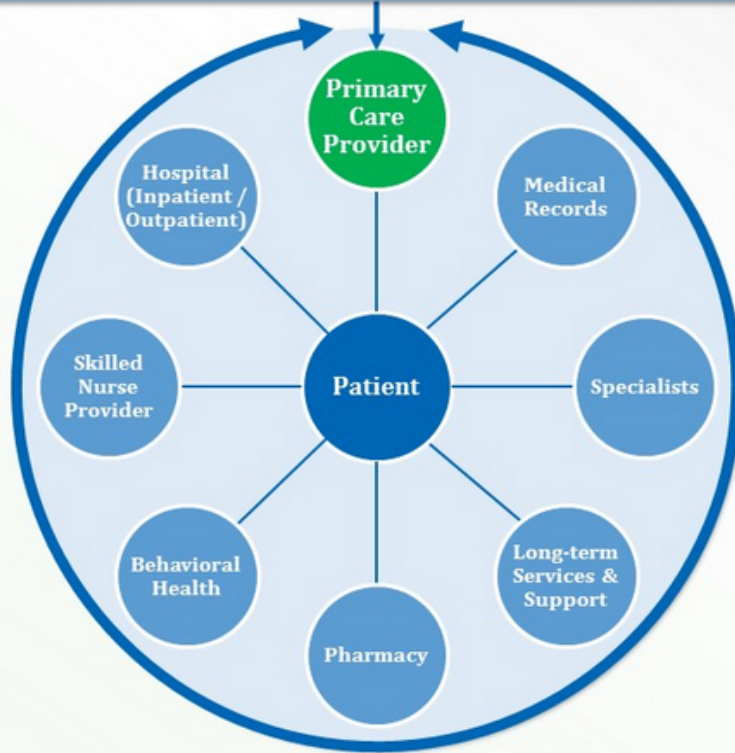 Primary
Care
Provider
Hospital
(Inpatient /
Outpatient)
Medical
Records
Skilled
Nurse
Provider
Patient
Specialists
Behavioral
Health
Long-term
Services &
Support
Pharmacy